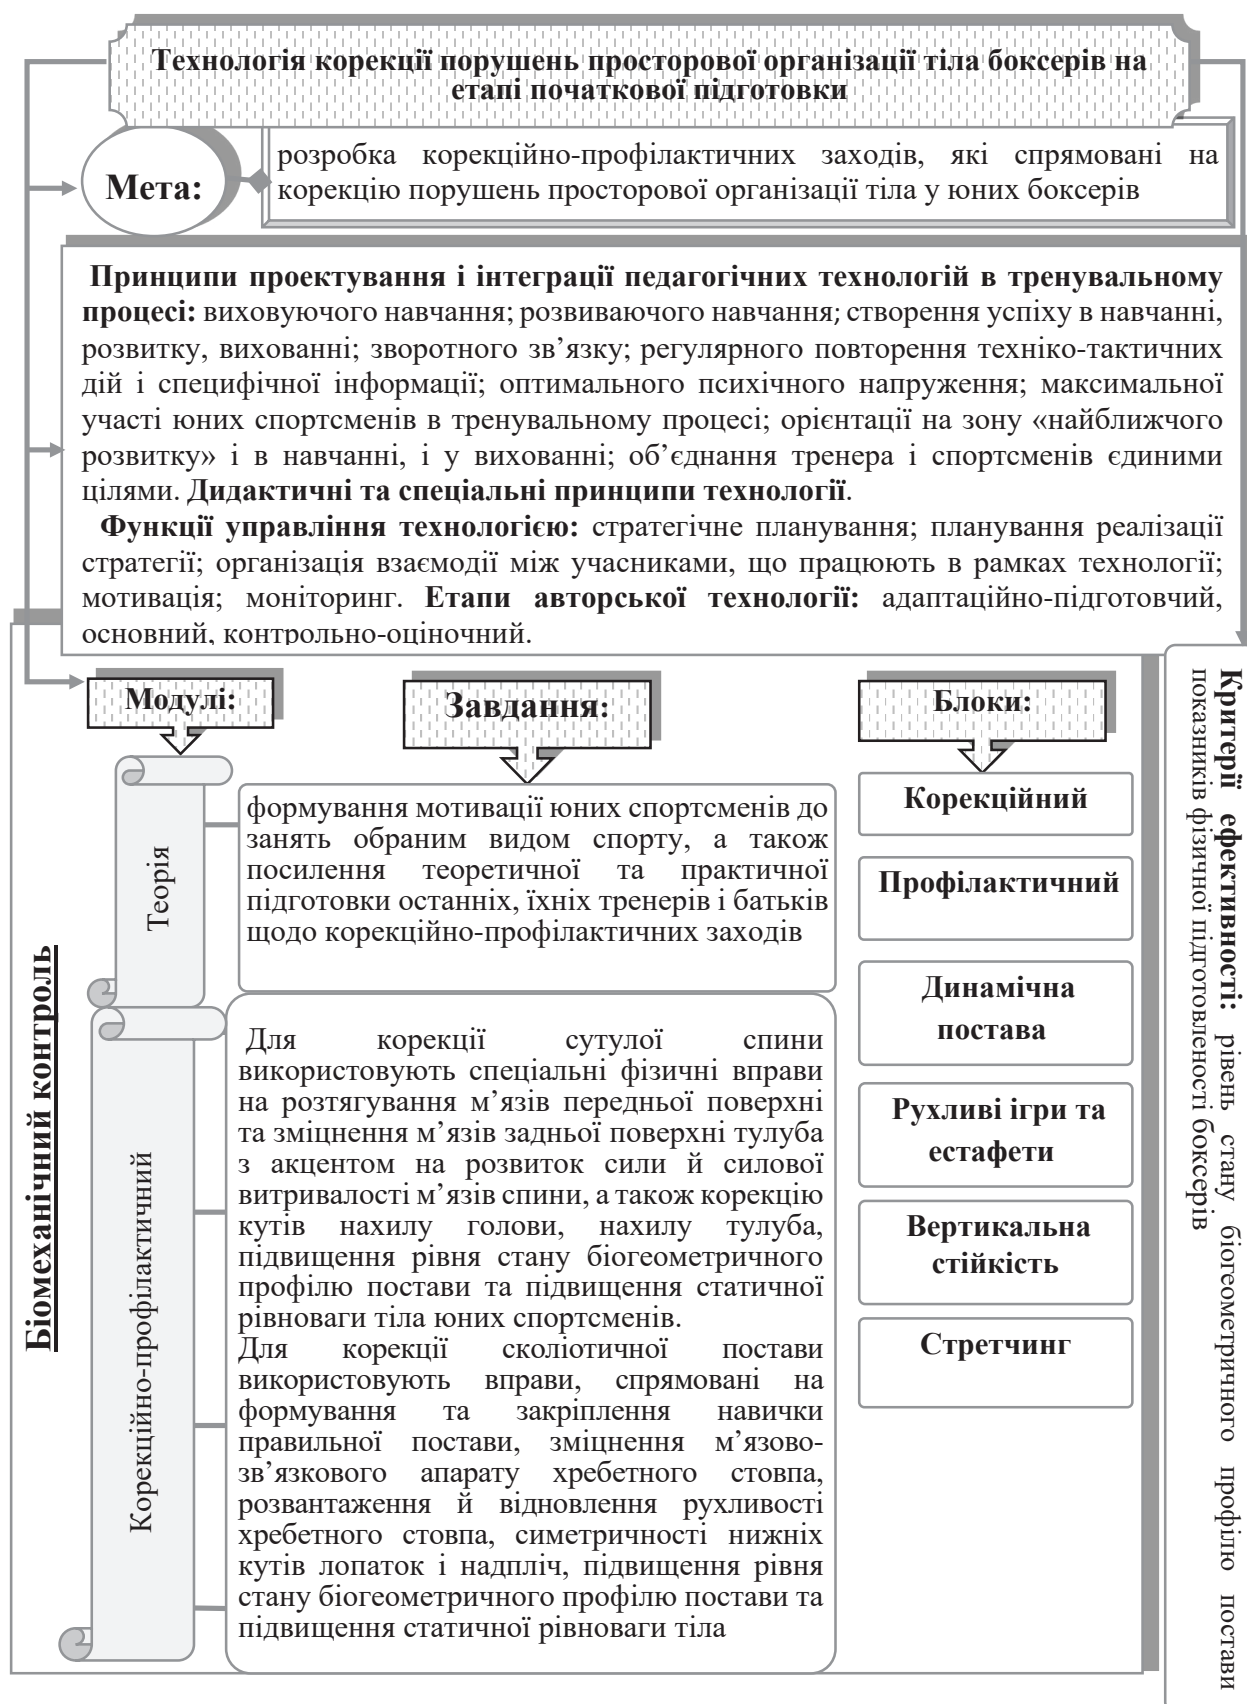 Технологія корекції порушень просторової організації тіла боксерів на
етапі початкової підготовки
Мета:
розробка корекційно-профілактичних заходів, які спрямовані на
корекцію порушень просторової організації тіла у юних боксерів
Принципи проектування і інтеграції педагогічних технологій в тренувальному
процесі: виховуючого навчання; розвиваючого навчання; створення успіху в навчанні,
розвитку, вихованні; зворотного зв’язку; регулярного повторення техніко-тактичних
дій і специфічної інформації; оптимального психічного напруження; максимальної
участі юних спортсменів в тренувальному процесі; орієнтації на зону «найближчого
розвитку» і в навчанні, і у вихованні; об’єднання тренера і спортсменів єдиними
цілями. Дидактичні та спеціальні принципи технології.
Функції управління технологією: стратегічне планування; планування реалізації
стратегії; організація взаємодії між учасниками, що працюють в рамках технології;
мотивація; моніторинг. Етапи авторської технології: адаптаційно-підготовчий,
основний, контрольно-оціночний.
Модулі:
Завдання:
Блоки:
Біомеханічний контроль
Теорія
формування мотивації юних спортсменів до
занять обраним видом спорту, а також
посилення теоретичної та практичної
підготовки останніх, їхніх тренерів і батьків
щодо корекційно-профілактичних заходів
Корекційно-профілактичний
Для корекції сутулої спини
використовують спеціальні фізичні вправи
на розтягування м’язів передньої поверхні
та зміцнення м’язів задньої поверхні тулуба
з акцентом на розвиток сили й силової
витривалості м’язів спини, а також корекцію
кутів нахилу голови, нахилу тулуба,
підвищення рівня стану біогеометричного
профілю постави та підвищення статичної
рівноваги тіла юних спортсменів.
Для корекції сколіотичної постави
використовують вправи, спрямовані на
формування та закріплення навички
правильної постави, зміцнення м’язово-
зв’язкового апарату хребетного стовпа,
розвантаження й відновлення рухливості
хребетного стовпа, симетричності нижніх
кутів лопаток і надпліч, підвищення рівня
стану біогеометричного профілю постави та
підвищення статичної рівноваги тіла
Корекційний
Профілактичний
Динамічна
постава
Рухливі ігри та
естафети
Вертикальна
стійкість
Стретчинг
Критерії ефективності: рівень стану біогеометричного профілю постави
показників фізичної підготовленості боксерів